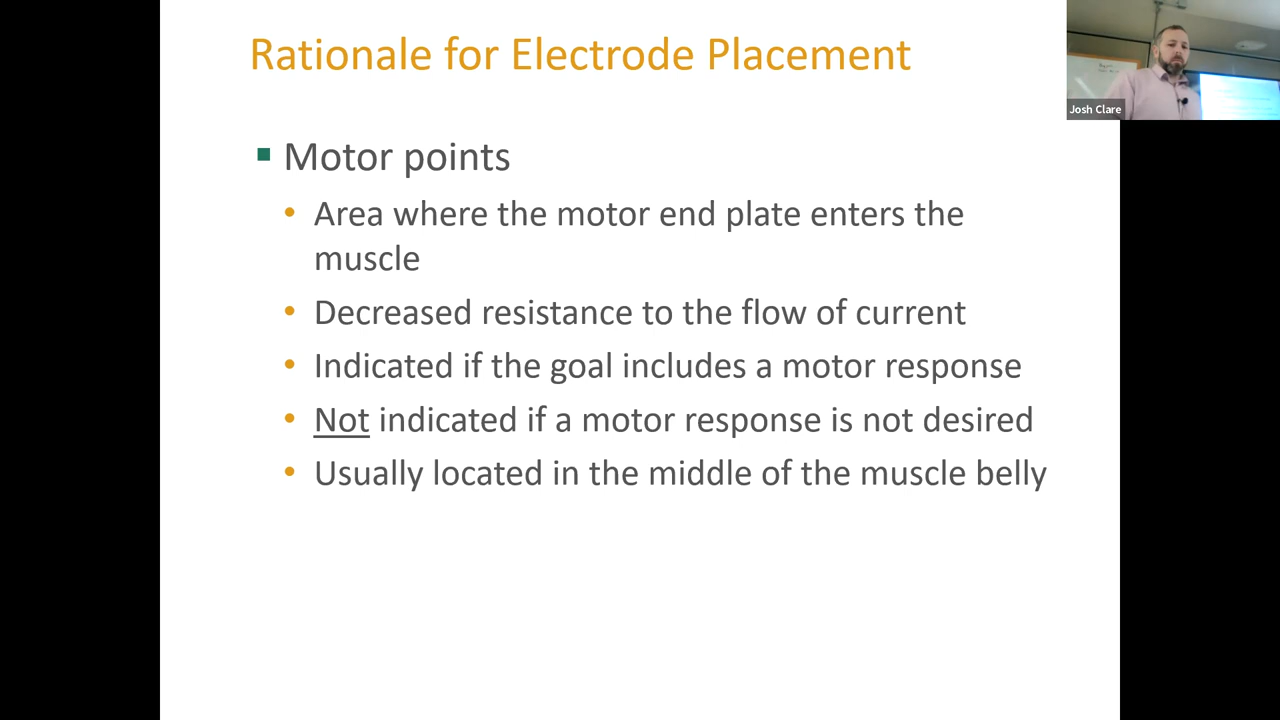 Rationale for Electrode Placement
Josh Clare
Motor points
Area where the motor end plate enters the
muscle
Decreased resistance to the flow of current
Indicated if the goal includes a motor response
Not indicated if a motor response is not desired
Usually located in the middle of the muscle belly